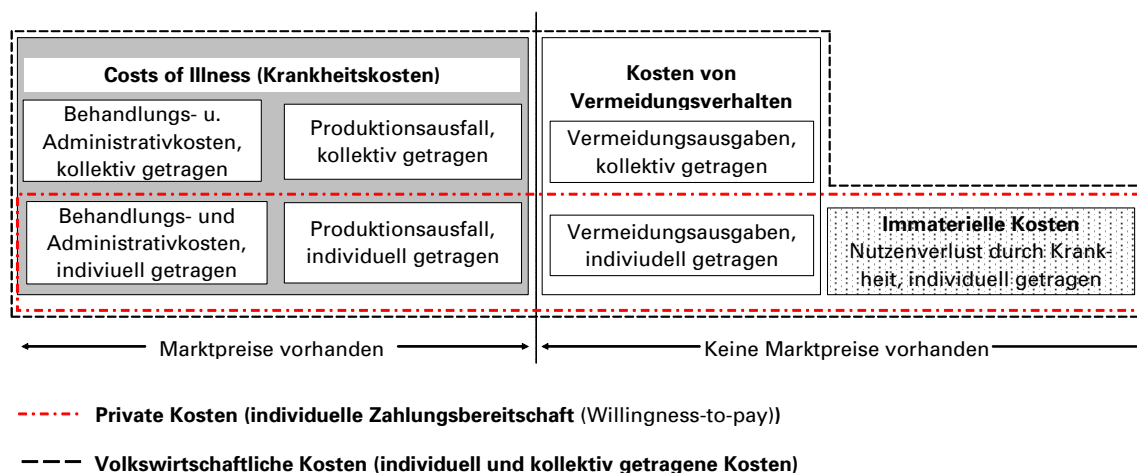 Costs of Illness (Krankheitskosten)
Behandlungs- u.
Administrativkosten,
kollektiv getragen
Produktionsausfall,
kollektiv getragen
Kosten von
Vermeidungsverhalten
Vermeidungsausgaben,
kollektiv getragen
Behandlungs- und
Administrativkosten,
indiviuell getragen
Produktionsausfall,
individuell getragen
Vermeidungsausgaben,
indiviudell getragen
Immaterielle Kosten
Nutzenverlust durch Krank-
heit, individuell getragen
Marktpreise vorhanden
Keine Marktpreise vorhanden
Private Kosten (individuelle Zahlungsbereitschaft (Willingness-to-pay))
Volkswirtschaftliche Kosten (individuell und kollektiv getragene Kosten)